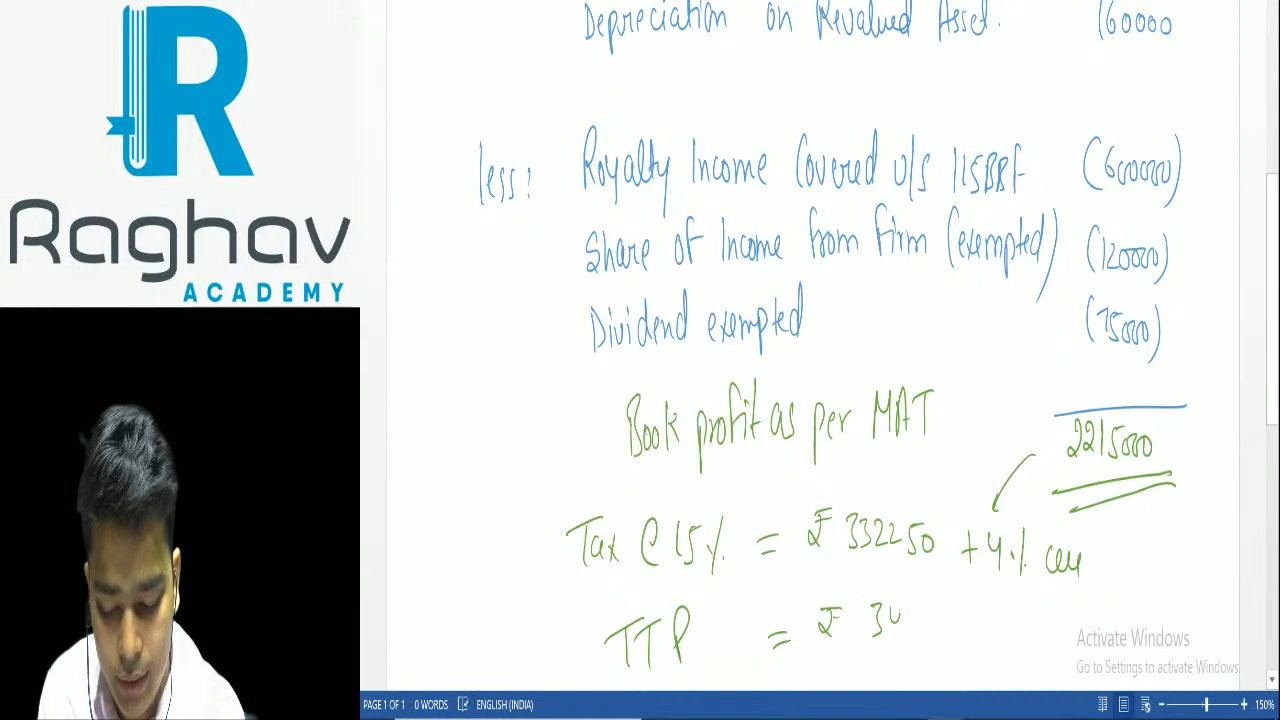 Depreciation on Revalued Asset. 160000
R
Raghav
ACADEMY
less: Royalty Income Covered u/s 115BBF (600000)
Share of Income from Firm (exempted) (120000)
Dividend exempted (75000)
Book profit as per MAT 2215000
Tax @ 15% = ₹ 332250 + 4% cess
TTP = ₹ 34
Activate Windows
Go to Settings to activate Windows.
PAGE 1 OF 1 0 WORDS ENGLISH (INDIA) 150%